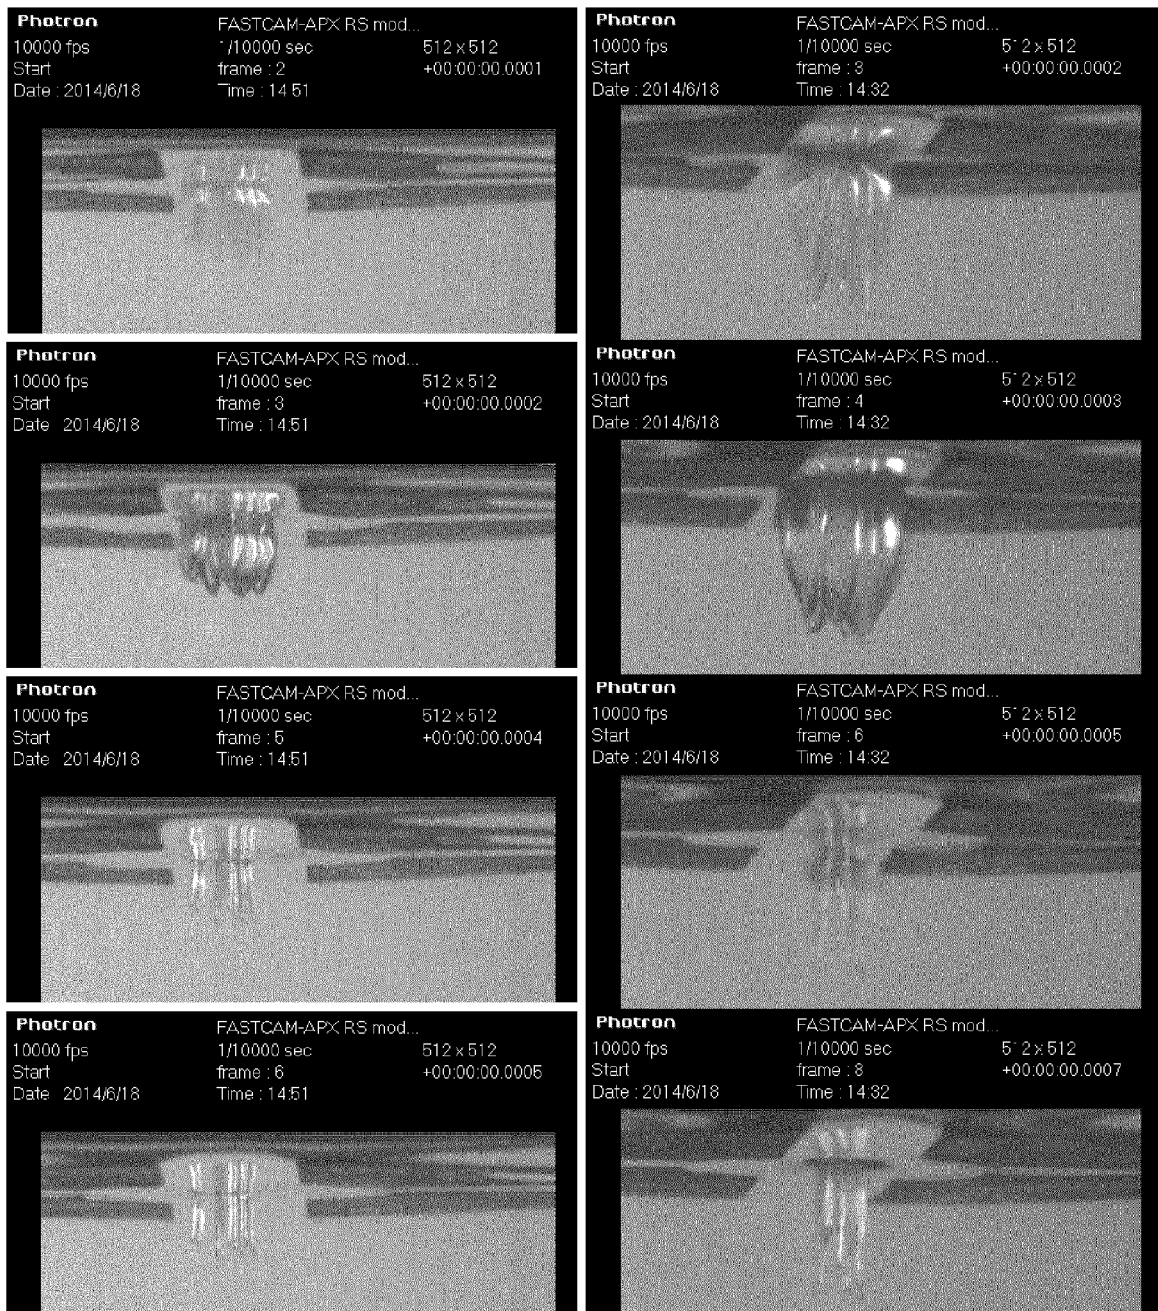 Photron
FASTCAM-APX RS mod...
10000 fps
1/10000 sec
512 x 512
Start
frame : 2
+00:00:00.0001
Date : 2014/6/18
Time : 14:51
Photron
FASTCAM-APX RS mod...
10000 fps
1/10000 sec
512 x 512
Start
frame : 3
+00:00:00.0002
Date : 2014/6/18
Time : 14:32
Photron
FASTCAM-APX RS mod...
10000 fps
1/10000 sec
512 x 512
Start
frame : 3
+00:00:00.0002
Date 2014/6/18
Time : 14:51
Photron
FASTCAM-APX RS mod...
10000 fps
1/10000 sec
512 x 512
Start
frame : 4
+00:00:00.0003
Date : 2014/6/18
Time : 14:32
Photron
FASTCAM-APX RS mod...
10000 fps
1/10000 sec
512 x 512
Start
frame : 5
+00:00:00.0004
Date 2014/6/18
Time : 14:51
Photron
FASTCAM-APX RS mod...
10000 fps
1/10000 sec
512 x 512
Start
frame : 6
+00:00:00.0005
Date : 2014/6/18
Time : 14:32
Photron
FASTCAM-APX RS mod...
10000 fps
1/10000 sec
512 x 512
Start
frame : 6
+00:00:00.0005
Date 2014/6/18
Time : 14:51
Photron
FASTCAM-APX RS mod...
10000 fps
1/10000 sec
512 x 512
Start
frame : 8
+00:00:00.0007
Date : 2014/6/18
Time : 14:32